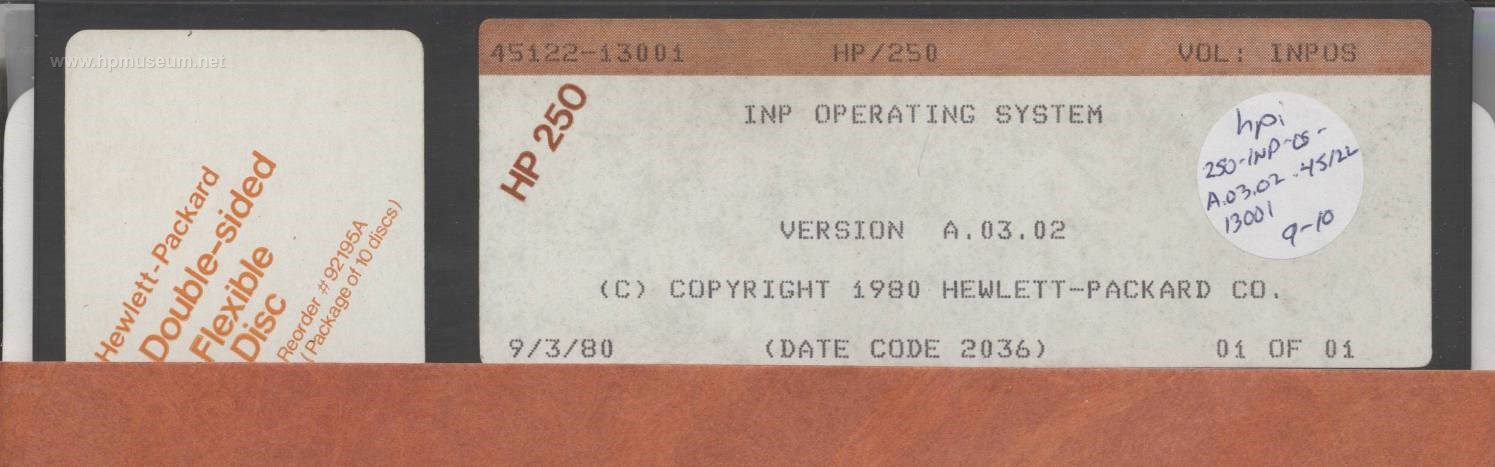 www.hpmuseum.net
Hewlett-Packard
Double-sided
Flexible
Disc
Reorder #92195A
(Package of 10 discs)
45122-13001 HP/250 VOL: INPOS
HP 250
INP OPERATING SYSTEM
VERSION A.03.02
(C) COPYRIGHT 1980 HEWLETT-PACKARD CO.
9/3/80 (DATE CODE 2036) 01 OF 01
hpi
250-INP-OS-
A.03.02-45122
13001
9-10